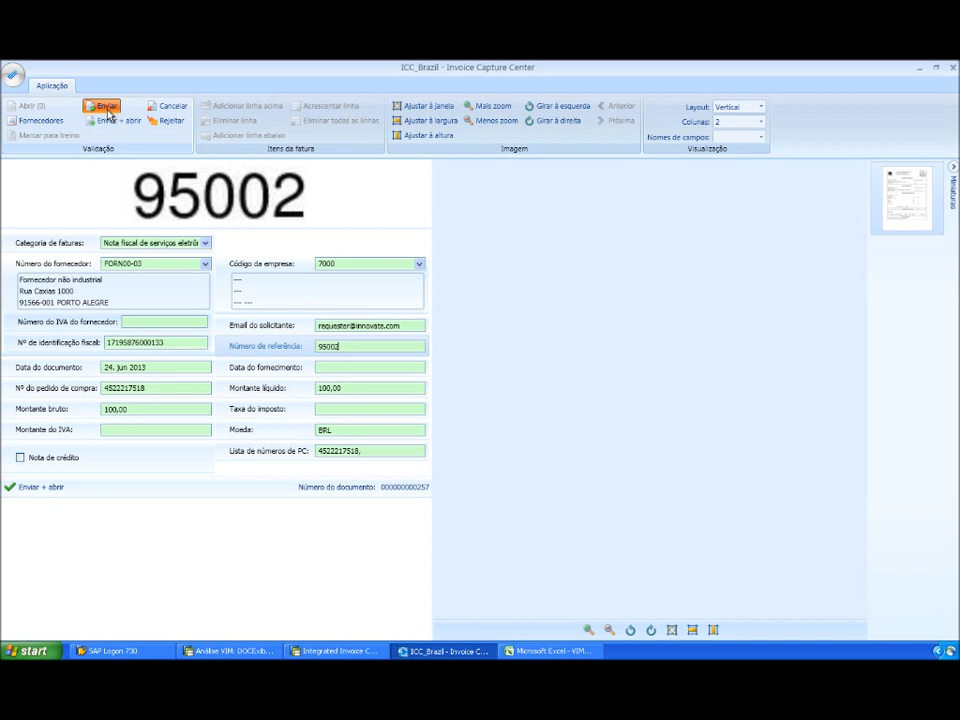 ICC_Brazil - Invoice Capture Center
Aplicação
Abrir (0)
Enviar
Cancelar
Fornecedores
Enviar + abrir
Rejeitar
Marcar para treino
Validação
Adicionar linha acima
Acrescentar linha
Eliminar linha
Eliminar todas as linhas
Adicionar linha abaixo
Itens da fatura
Ajustar à janela
Mais zoom
Girar à esquerda
Anterior
Ajustar à largura
Menos zoom
Girar à direita
Próxima
Ajustar à altura
Imagem
Layout: Vertical
Colunas: 2
Nomes de campos:
Visualização
95002
Miniaturas
Categoria de faturas: Nota fiscal de serviços eletrôi
Número do fornecedor: FORN00-03
Código da empresa: 7000
Fornecedor não industrial
Rua Caxias 1000
91566-001 PORTO ALEGRE
---
---
--- ---
Número do IVA do fornecedor:
Email do solicitante: requester@innovate.com
Nº de identificação fiscal: 17195876000133
Número de referência: 95002
Data do documento: 24. jun 2013
Data do fornecimento:
Nº do pedido de compra: 4522217518
Montante líquido: 100,00
Montante bruto: 100,00
Taxa do imposto:
Montante do IVA:
Moeda: BRL
Nota de crédito
Lista de números de PC: 4522217518,
Enviar + abrir
Número do documento: 000000000257
start
SAP Logon 730
Análise VIM: DOCExib...
Integrated Invoice C...
ICC_Brazil - Invoice C...
Microsoft Excel - VIM...